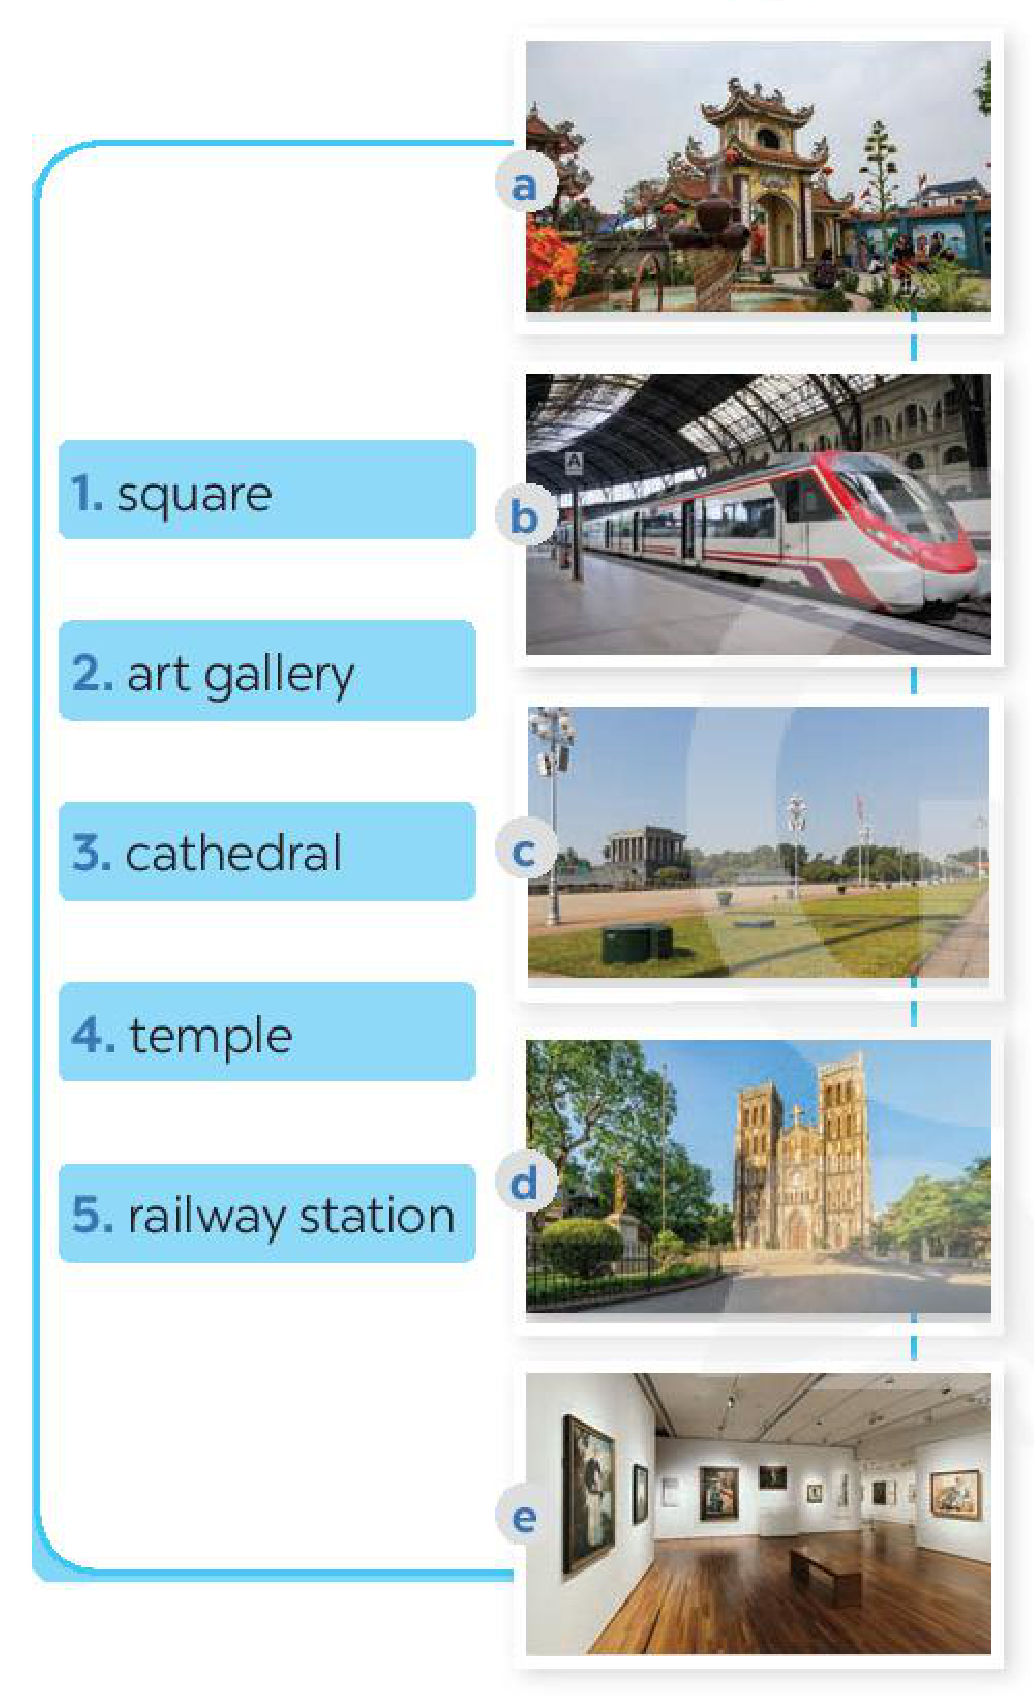 a
b
A
1. square
2. art gallery
3. cathedral
4. temple
5. railway station
c
d
e